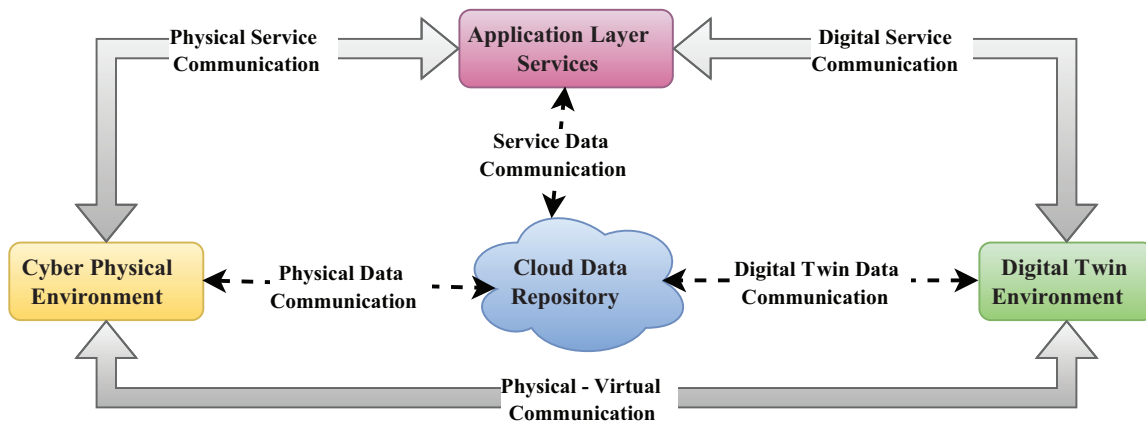 Physical Service
Communication
Application Layer
Services
Digital Service
Communication
Service Data
Communication
Cyber Physical
Environment
Physical Data
Communication
Cloud Data
Repository
Digital Twin Data
Communication
Digital Twin
Environment
Physical - Virtual
Communication